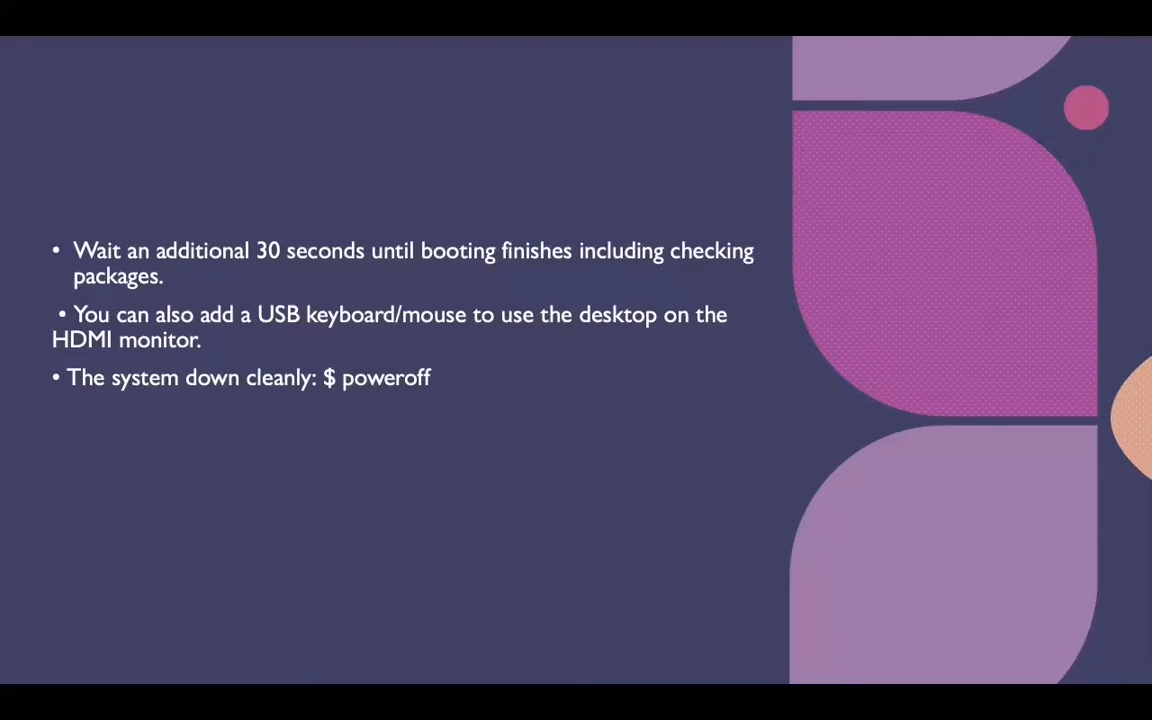 • Wait an additional 30 seconds until booting finishes including checking
packages.
• You can also add a USB keyboard/mouse to use the desktop on the
HDMI monitor.
• The system down cleanly: $ poweroff